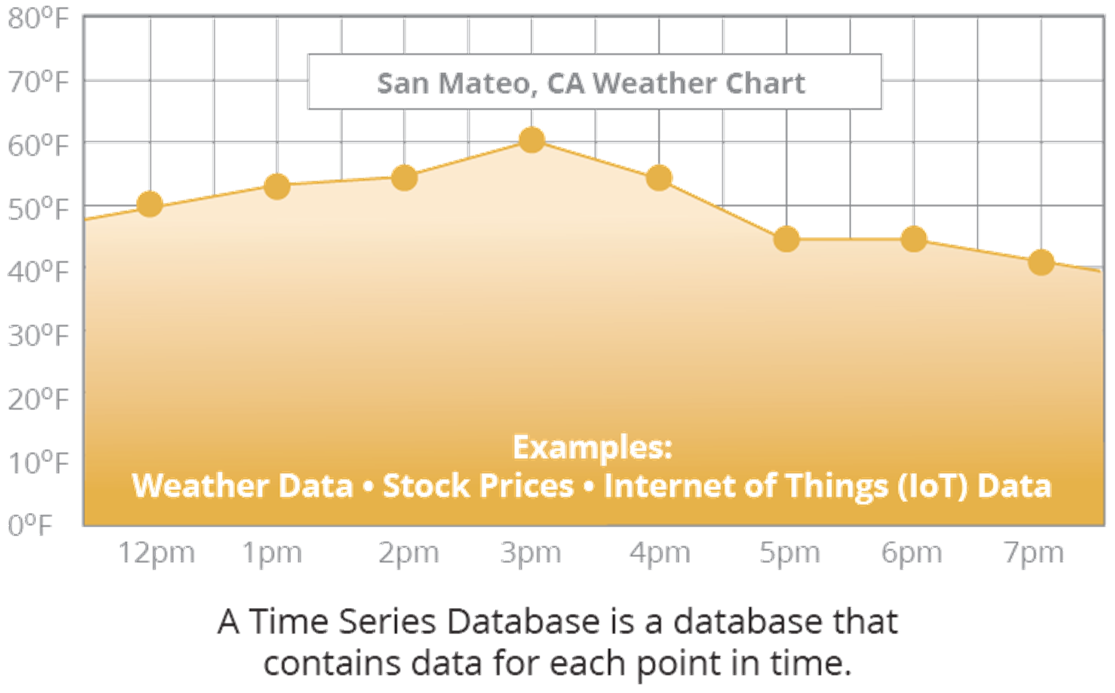 80ºF
70ºF
60ºF
50ºF
40ºF
30ºF
20ºF
10ºF
0ºF
San Mateo, CA Weather Chart
Examples:
Weather Data • Stock Prices • Internet of Things (IoT) Data
12pm 1pm 2pm 3pm 4pm 5pm 6pm 7pm
A Time Series Database is a database that
contains data for each point in time.